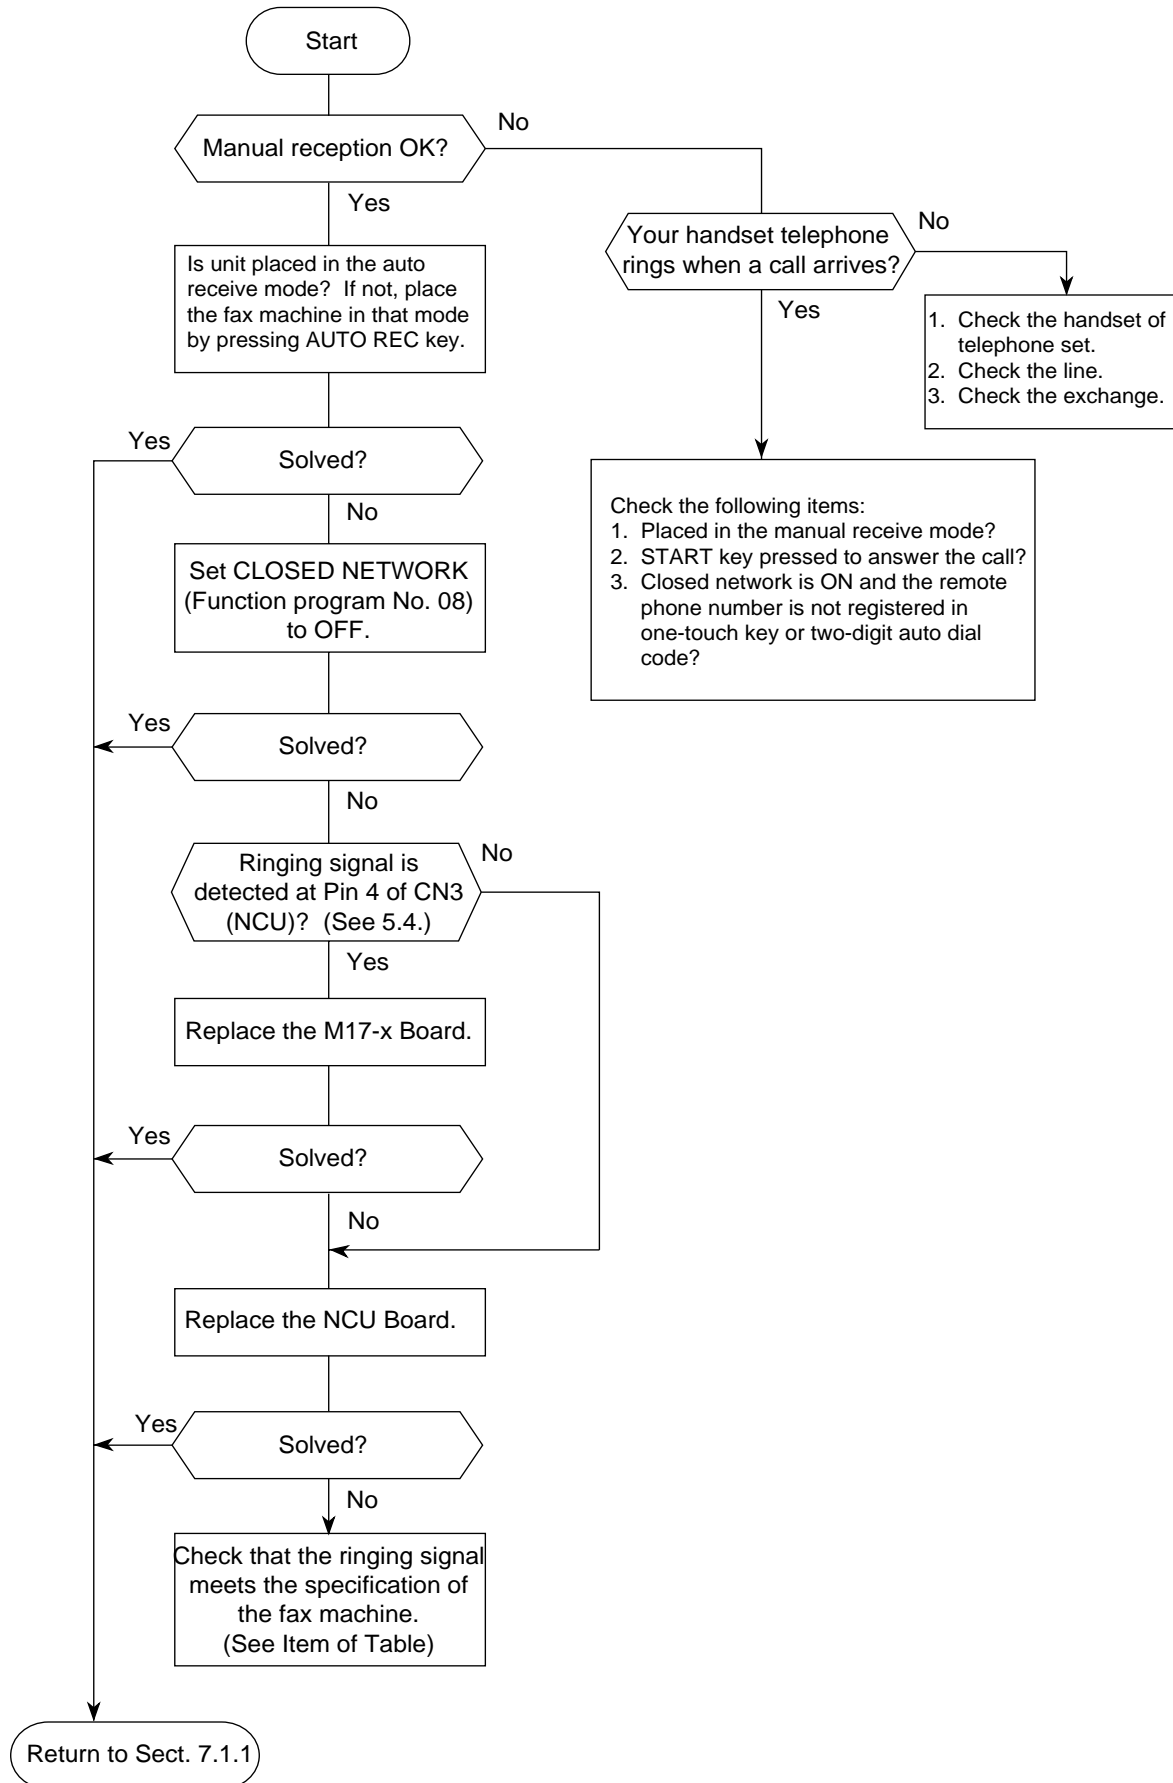 Start
Manual reception OK?
No
Yes
Your handset telephone
rings when a call arrives?
No
Yes
1. Check the handset of
telephone set.
2. Check the line.
3. Check the exchange.
Check the following items:
1. Placed in the manual receive mode?
2. START key pressed to answer the call?
3. Closed network is ON and the remote
phone number is not registered in
one-touch key or two-digit auto dial
code?
Is unit placed in the auto
receive mode? If not, place
the fax machine in that mode
by pressing AUTO REC key.
Yes
Solved?
No
Set CLOSED NETWORK
(Function program No. 08)
to OFF.
Yes
Solved?
No
Ringing signal is
detected at Pin 4 of CN3
(NCU)? (See 5.4.)
No
Yes
Replace the M17-x Board.
Yes
Solved?
No
Replace the NCU Board.
Yes
Solved?
No
Check that the ringing signal
meets the specification of
the fax machine.
(See Item of Table)
Return to Sect. 7.1.1